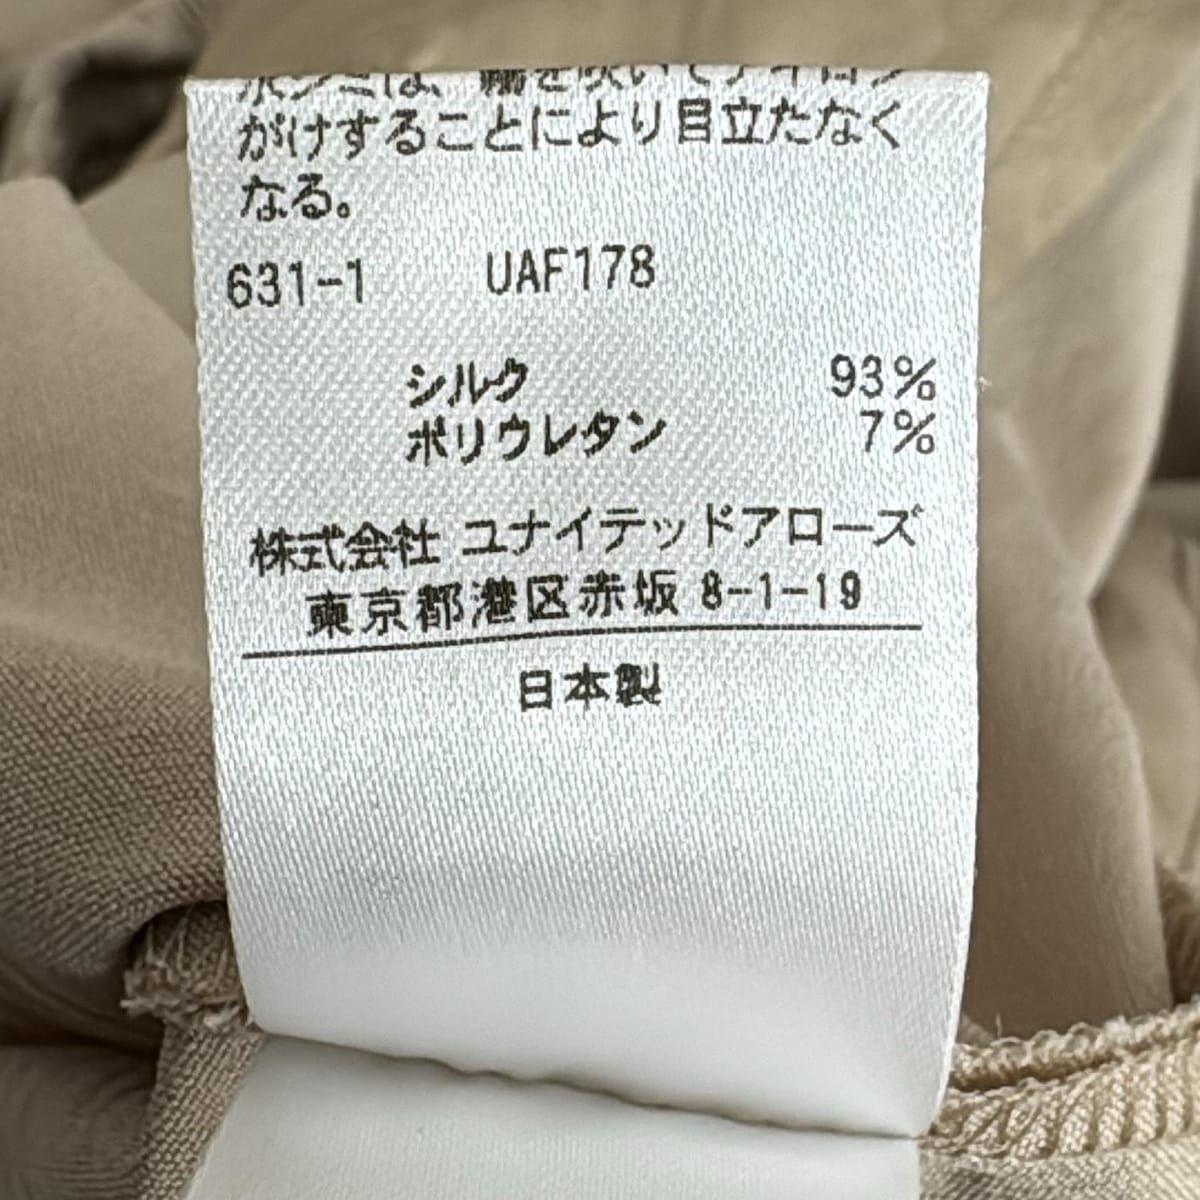 がけすることにより目立たなく
なる。
631-1 UAF178
シルク 93%
ポリウレタン 7%
株式会社 ユナイテッドアローズ
東京都港区赤坂 8-1-19
日本製